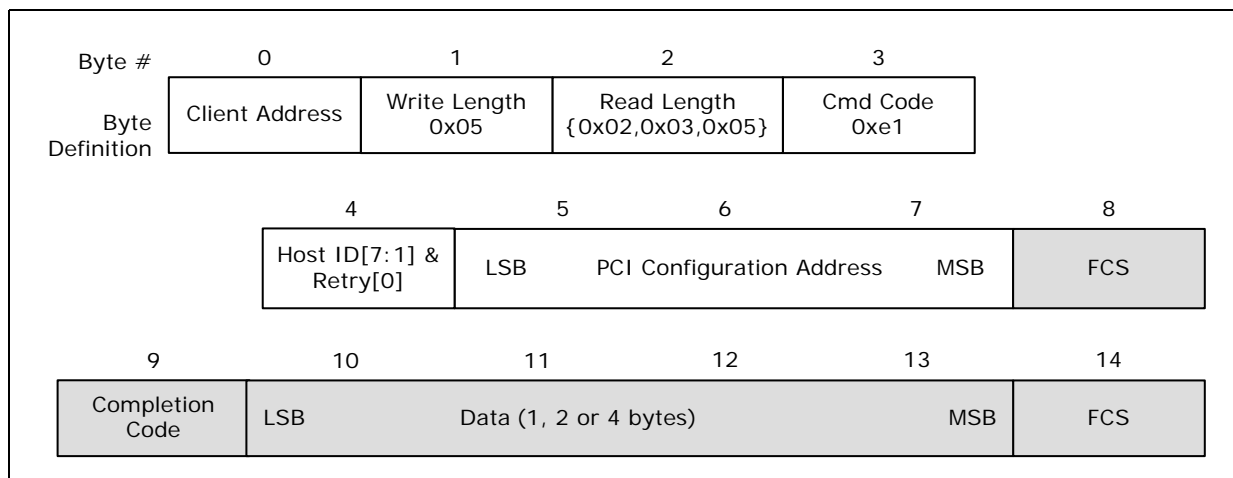 Byte # 0 1 2 3
Byte
Definition
Client Address
Write Length
0x05
Read Length
{0x02,0x03,0x05}
Cmd Code
0xe1
4 5 6 7 8
Host ID[7:1] &
Retry[0]
LSB PCI Configuration Address MSB
FCS
9 10 11 12 13 14
Completion
Code
LSB Data (1, 2 or 4 bytes) MSB
FCS